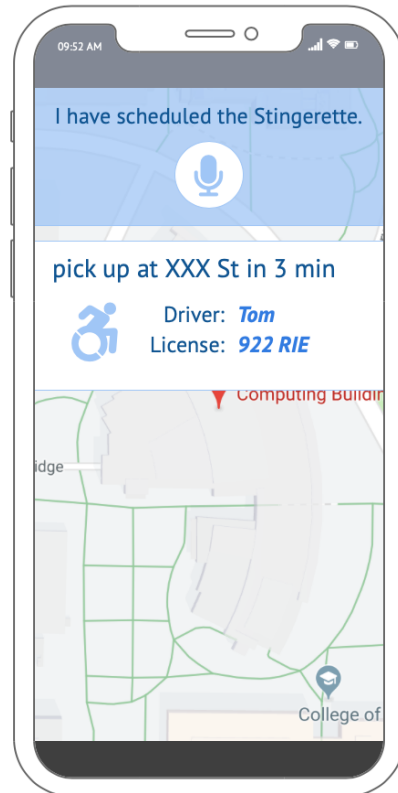 09:52 AM
I have scheduled the Stingerette.
pick up at XXX St in 3 min
Driver: Tom
License: 922 RIE
Computing Buildin
idge
College of